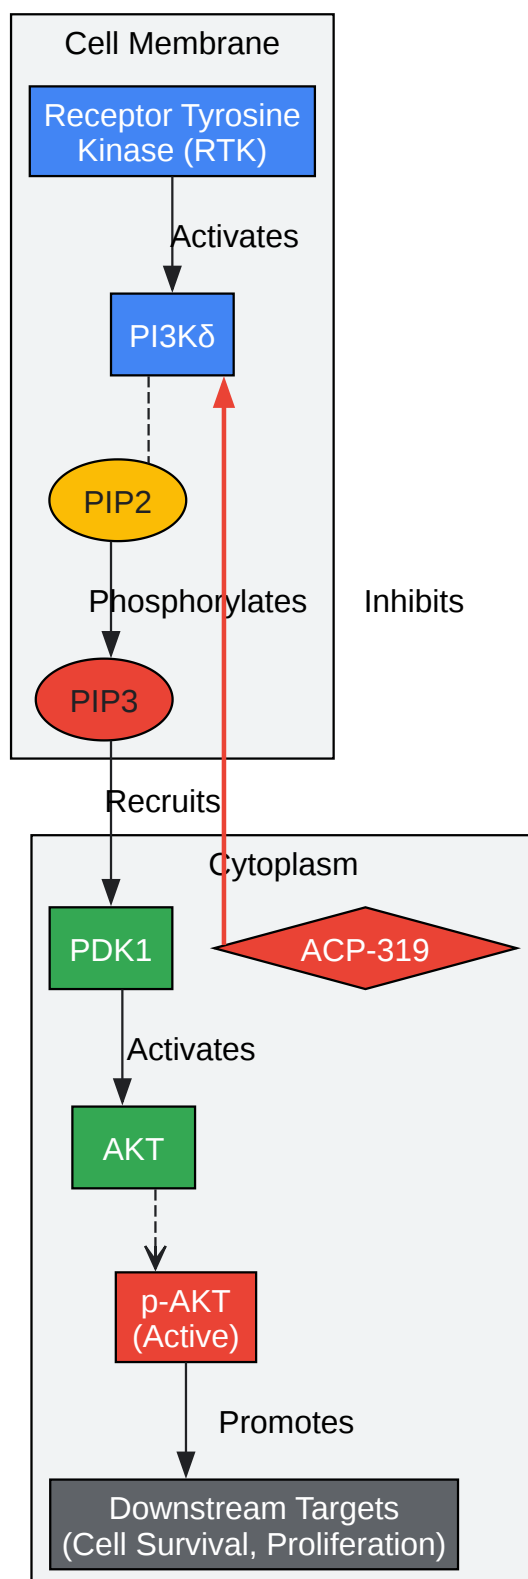 Cell Membrane
Receptor Tyrosine
Kinase (RTK)
Activates
PI3Kδ
PIP2
Phosphorylates
Inhibits
PIP3
Recruits
Cytoplasm
PDK1
ACP-319
Activates
AKT
p-AKT
(Active)
Promotes
Downstream Targets
(Cell Survival, Proliferation)